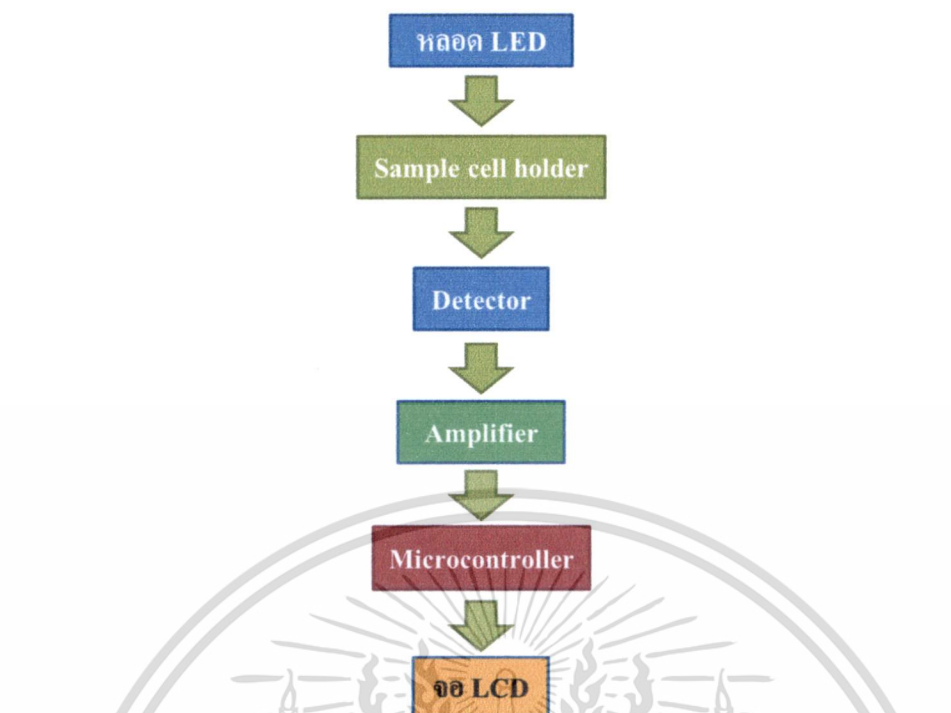 หลอด LED
Sample cell holder
Detector
Amplifier
Microcontroller
จอ LCD